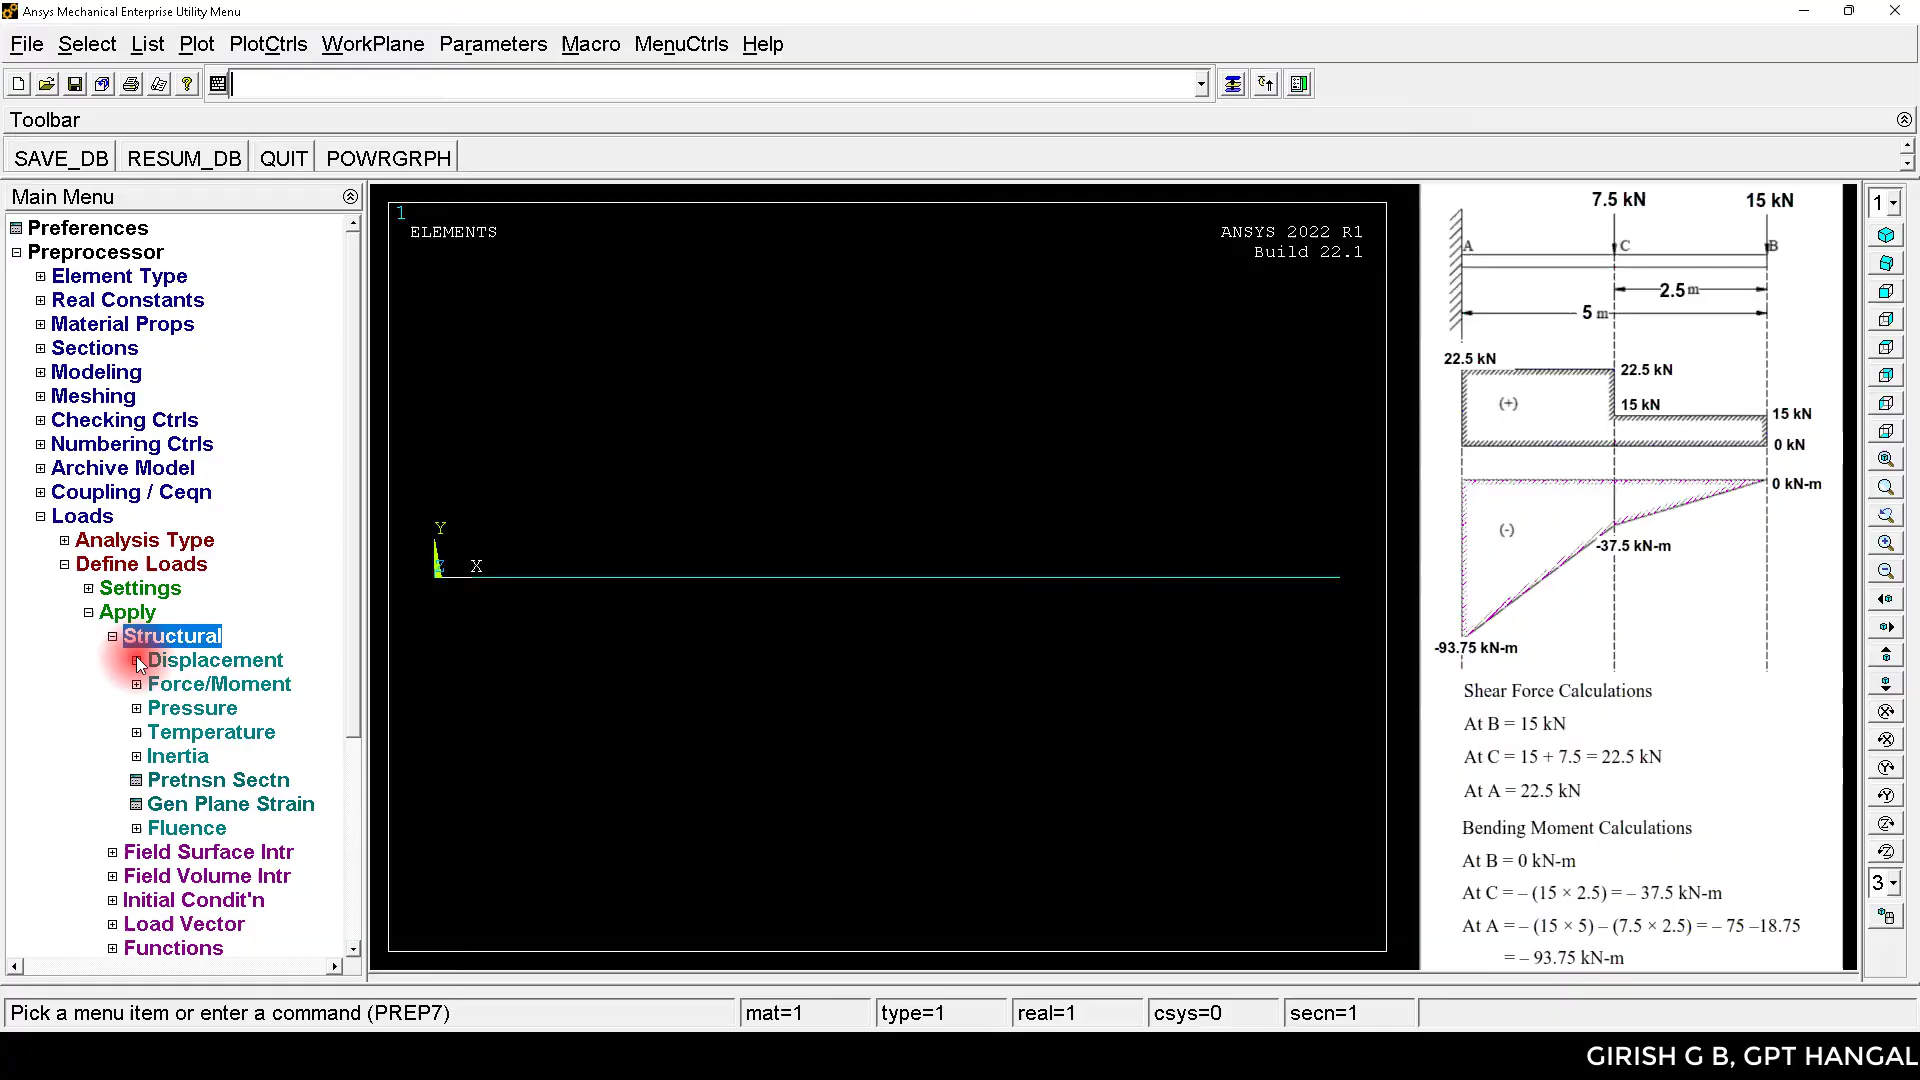 Ansys Mechanical Enterprise Utility Menu
File Select List Plot PlotCtrls WorkPlane Parameters Macro MenuCtrls Help
Toolbar
SAVE_DB RESUM_DB QUIT POWRGRPH
Main Menu
Preferences
Preprocessor
Element Type
Real Constants
Material Props
Sections
Modeling
Meshing
Checking Ctrls
Numbering Ctrls
Archive Model
Coupling / Ceqn
Loads
Analysis Type
Define Loads
Settings
Apply
Structural
Displacement
Force/Moment
Pressure
Temperature
Inertia
Pretnsn Sectn
Gen Plane Strain
Fluence
Field Surface Intr
Field Volume Intr
Initial Condit'n
Load Vector
Functions
1
ELEMENTS
ANSYS 2022 R1
Build 22.1
Y
Z X
7.5 kN 15 kN
A C B
2.5 m
5 m
22.5 kN
22.5 kN
(+)
15 kN
15 kN
0 kN
0 kN-m
(-)
-37.5 kN-m
-93.75 kN-m
Shear Force Calculations
At B = 15 kN
At C = 15 + 7.5 = 22.5 kN
At A = 22.5 kN
Bending Moment Calculations
At B = 0 kN-m
At C = – (15 × 2.5) = – 37.5 kN-m
At A = – (15 × 5) – (7.5 × 2.5) = – 75 –18.75
= – 93.75 kN-m
1
3
Pick a menu item or enter a command (PREP7)
mat=1 type=1 real=1 csys=0 secn=1
GIRISH G B, GPT HANGAL